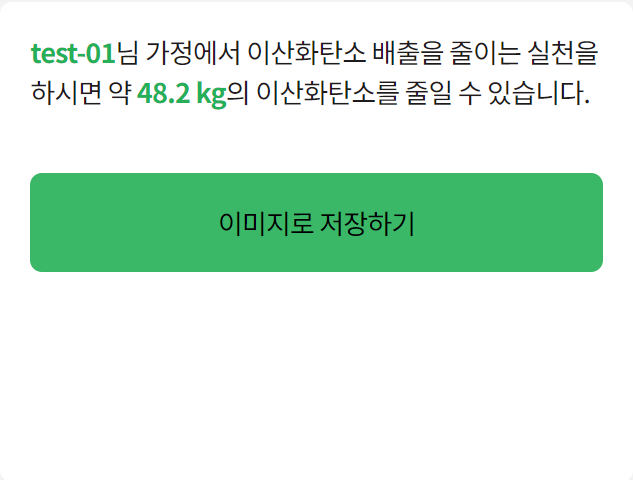 test-01님 가정에서 이산화탄소 배출을 줄이는 실천을
하시면 약 48.2 kg의 이산화탄소를 줄일 수 있습니다.
이미지로 저장하기